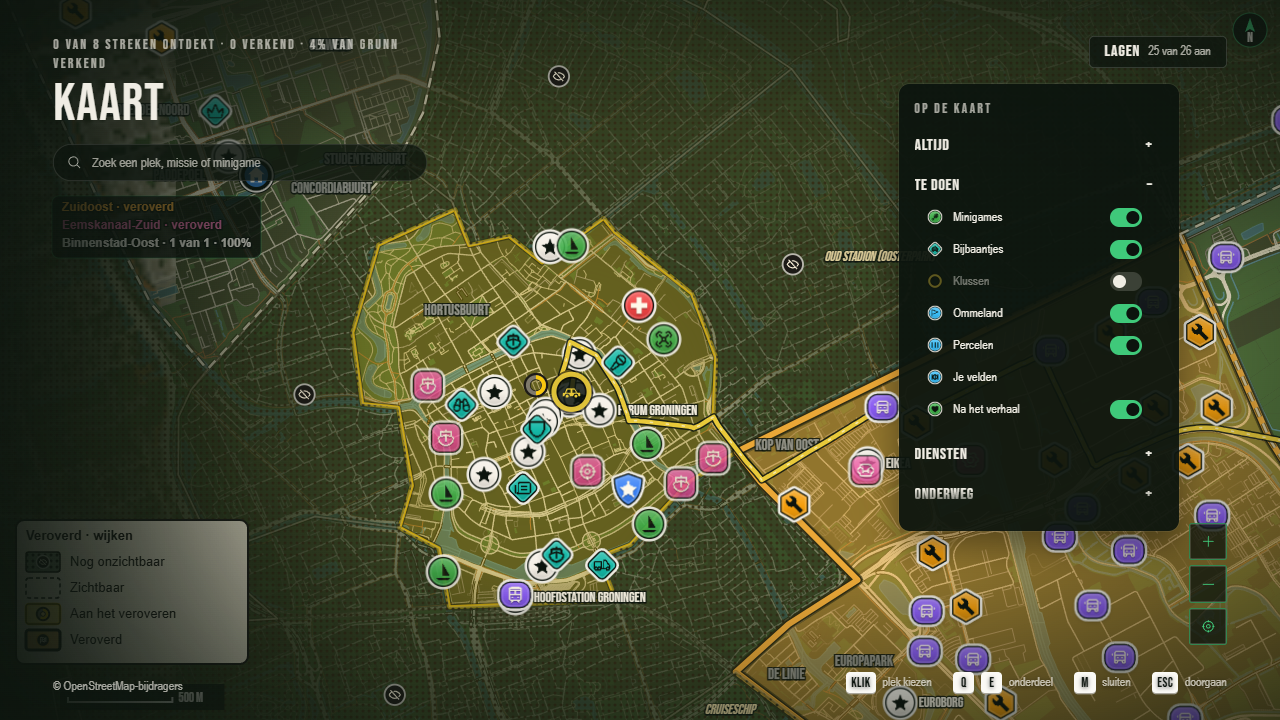 0 VAN 8 STREKEN ONTDEKT · 0 VERKEND · 4% VAN GRUNN
VERKEND
KAART
LAGEN 25 van 26 aan
Zoek een plek, missie of minigame
STUDENTENBUURT
CONCORDIABUURT
Zuidoost · veroverd
Eemskanaal-Zuid · veroverd
Binnenstad-Oost · 1 van 1 · 100%
OP DE KAART
ALTIJD +
TE DOEN −
Minigames
Bijbaantjes
Klussen
Ommeland
Percelen
Je velden
Na het verhaal
DIENSTEN +
ONDERWEG +
HORTUSBUURT
KOP VAN OOST
HOOFDSTATION GRONINGEN
Veroverd · wijken
Nog onzichtbaar
Zichtbaar
Aan het veroveren
Veroverd
© OpenStreetMap-bijdragers
500 M
N
+
−
DE LINIE
EUROPAPARK
EUROBORG
CRUISESCHIP
KLIK plek kiezen Q E onderdeel M sluiten ESC doorgaan